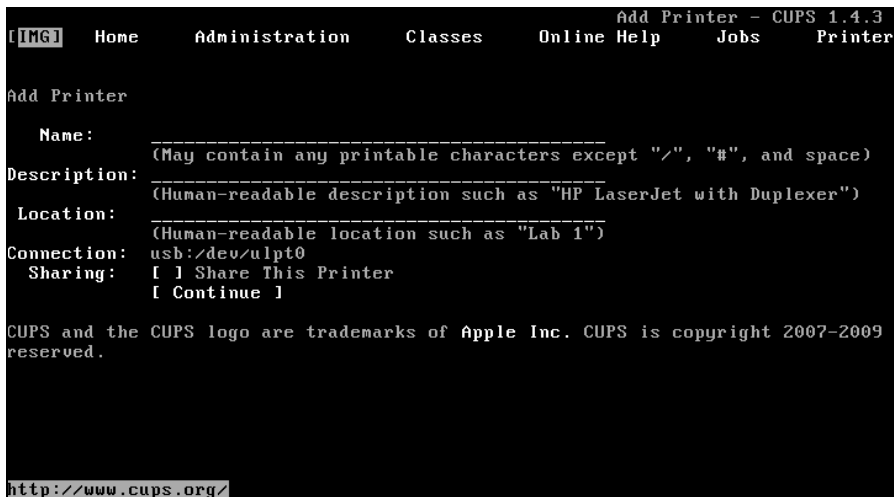 Add Printer - CUPS 1.4.3
[IMG] Home Administration Classes Online Help Jobs Printer
Add Printer
Name: ______________________________________
(May contain any printable characters except "/", "#", and space)
Description: ______________________________________
(Human-readable description such as "HP LaserJet with Duplexer")
Location: ______________________________________
(Human-readable location such as "Lab 1")
Connection: usb:/dev/ulpt0
Sharing: [ ] Share This Printer
[ Continue ]
CUPS and the CUPS logo are trademarks of Apple Inc. CUPS is copyright 2007-2009
reserved.
http://www.cups.org/